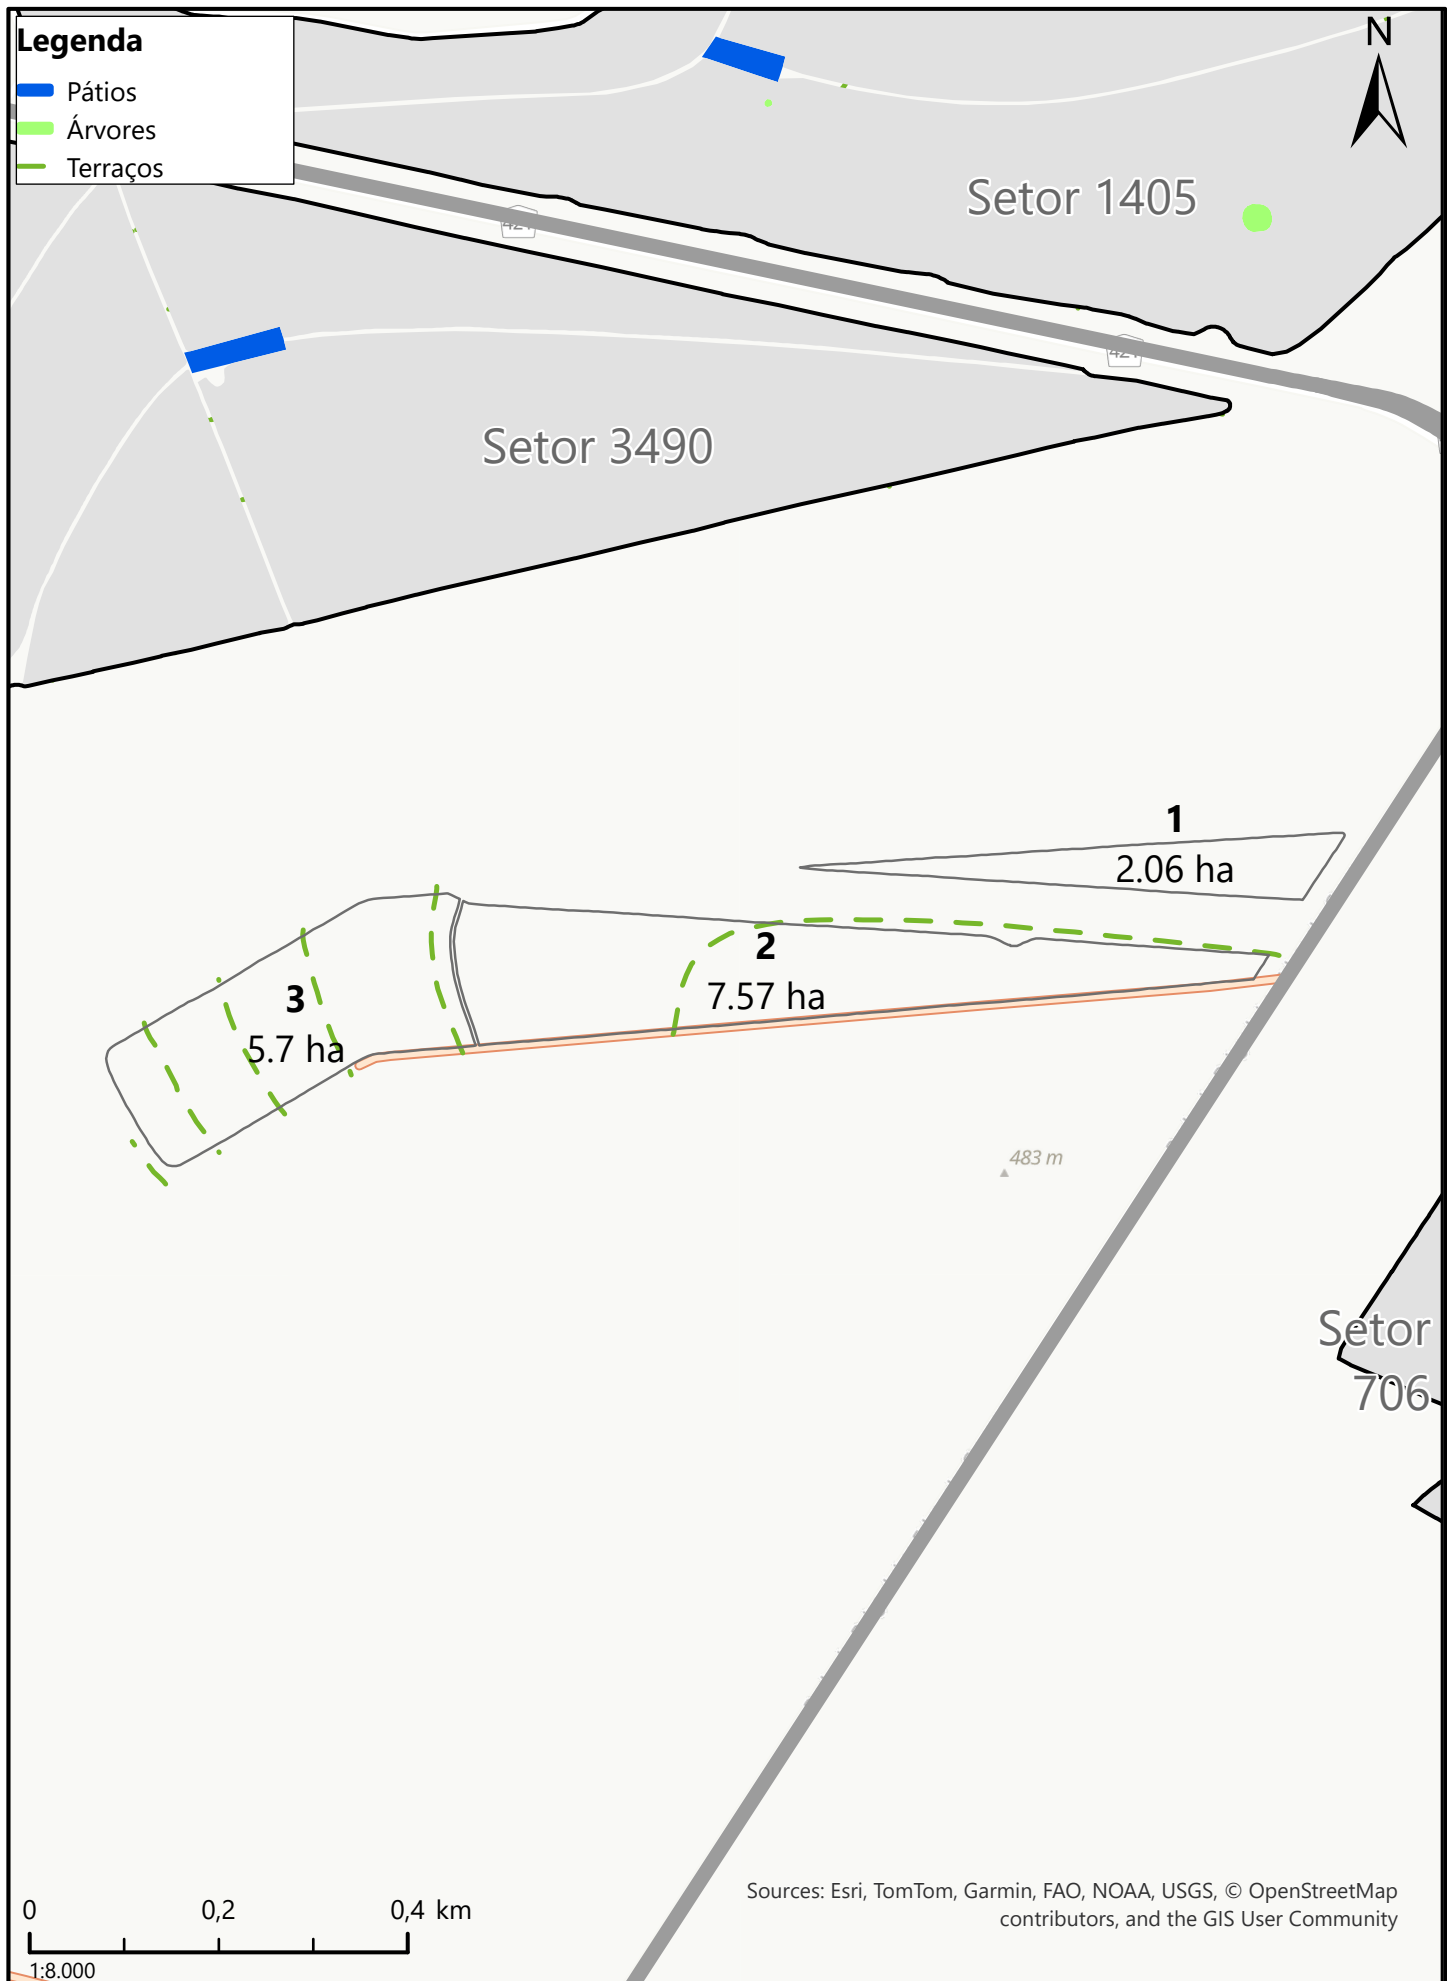 Legenda
Pátios
Árvores
Terraços
N
Setor 1405
421
421
Setor 3490
1
2.06 ha
2
7.57 ha
3
5.7 ha
483 m
Setor
706
0 0,2 0,4 km
1:8.000
Sources: Esri, TomTom, Garmin, FAO, NOAA, USGS, © OpenStreetMap
contributors, and the GIS User Community